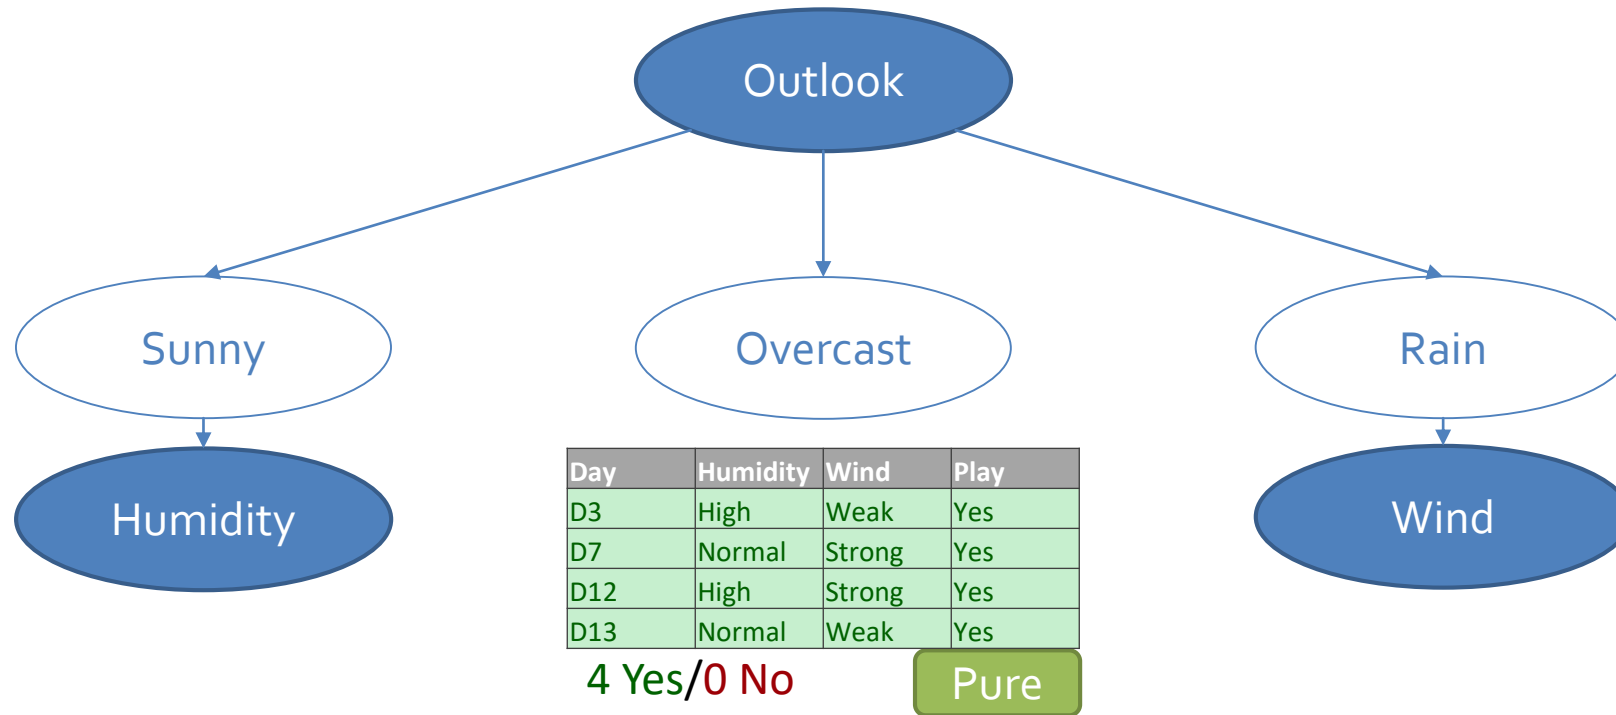 Outlook
Sunny
Overcast
Rain
Humidity
Day Humidity Wind Play
D3 High Weak Yes
D7 Normal Strong Yes
D12 High Strong Yes
D13 Normal Weak Yes
4 Yes/0 No
Pure
Wind